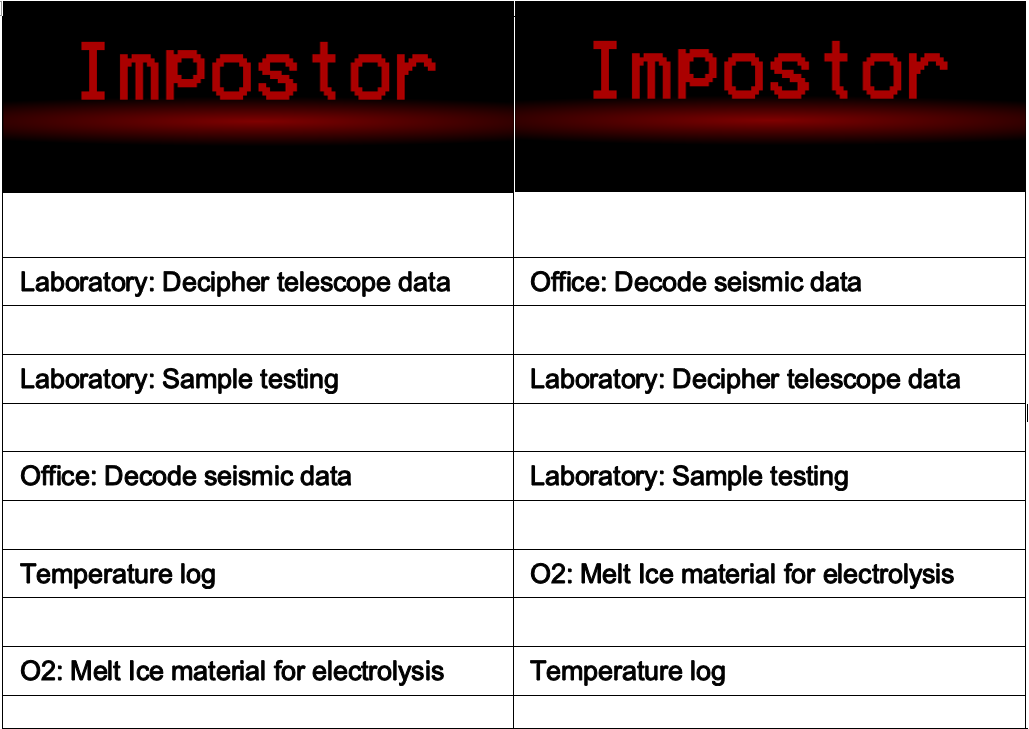 Impostor
Impostor
Laboratory: Decipher telescope data
Office: Decode seismic data
Laboratory: Sample testing
Laboratory: Decipher telescope data
Office: Decode seismic data
Laboratory: Sample testing
Temperature log
O2: Melt Ice material for electrolysis
O2: Melt Ice material for electrolysis
Temperature log